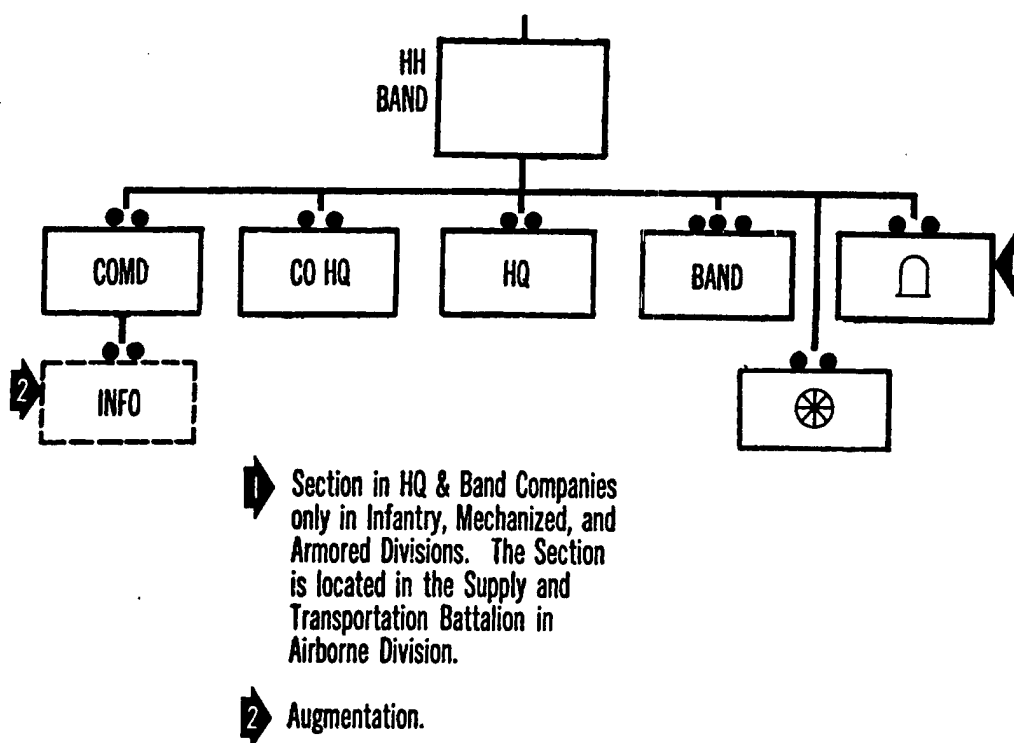 HH
BAND
COMD
CO HQ
HQ
BAND
2
INFO
1 Section in HQ & Band Companies
only in Infantry, Mechanized, and
Armored Divisions. The Section
is located in the Supply and
Transportation Battalion in
Airborne Division.
2 Augmentation.